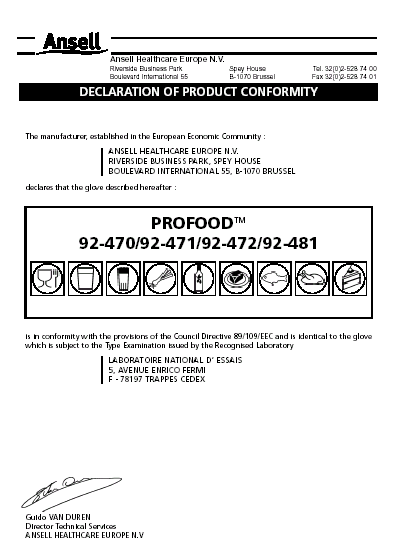 Ansell
Ansell Healthcare Europe N.V.
Riverside Business Park Spey House Tel. 32(0)2-528 74 00
Boulevard International 55 B-1070 Brussel Fax 32(0)2-528 74 01
DECLARATION OF PRODUCT CONFORMITY
The manufacturer, established in the European Economic Community :
ANSELL HEALTHCARE EUROPE N.V.
RIVERSIDE BUSINESS PARK, SPEY HOUSE
BOULEVARD INTERNATIONAL 55, B-1070 BRUSSEL
declares that the glove described hereafter :
PROFOOD™
92-470/92-471/92-472/92-481
is in conformity with the provisions of the Council Directive 89/109/EEC and is identical to the glove
which is subject to the Type Examination issued by the Recognised Laboratory
LABORATOIRE NATIONAL D' ESSAIS
5, AVENUE ENRICO FERMI
F - 78197 TRAPPES CEDEX
Guido VAN DUREN
Director Technical Services
ANSELL HEALTHCARE EUROPE N.V